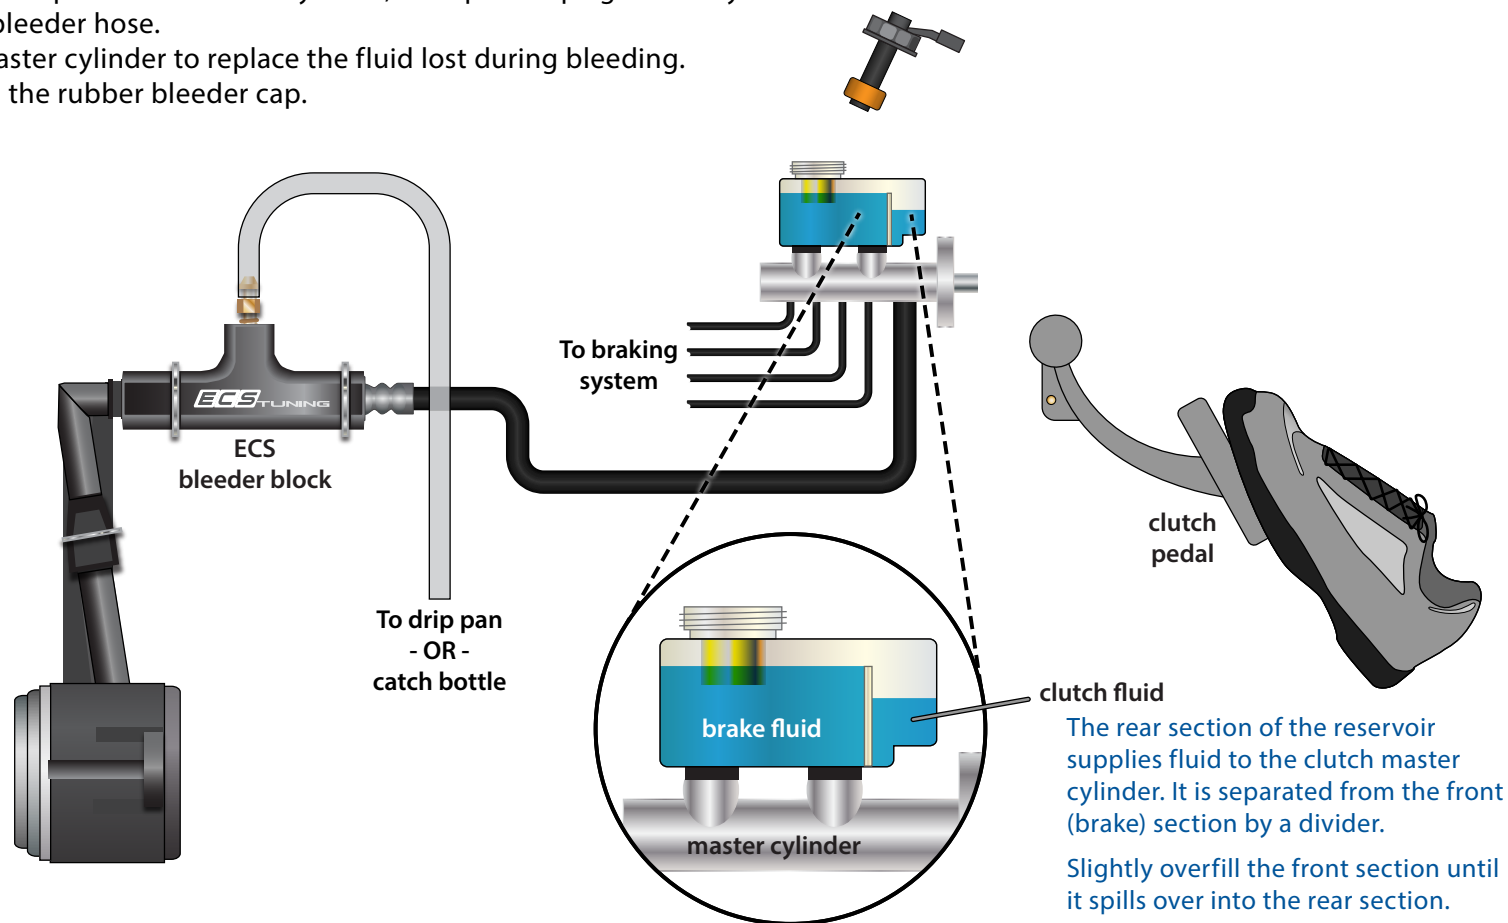 bleeder hose.
aster cylinder to replace the fluid lost during bleeding.
the rubber bleeder cap.
To braking
system
ECS TUNING
ECS
bleeder block
clutch
pedal
To drip pan
- OR -
catch bottle
clutch fluid
brake fluid
master cylinder
The rear section of the reservoir
supplies fluid to the clutch master
cylinder. It is separated from the front
(brake) section by a divider.
Slightly overfill the front section until
it spills over into the rear section.